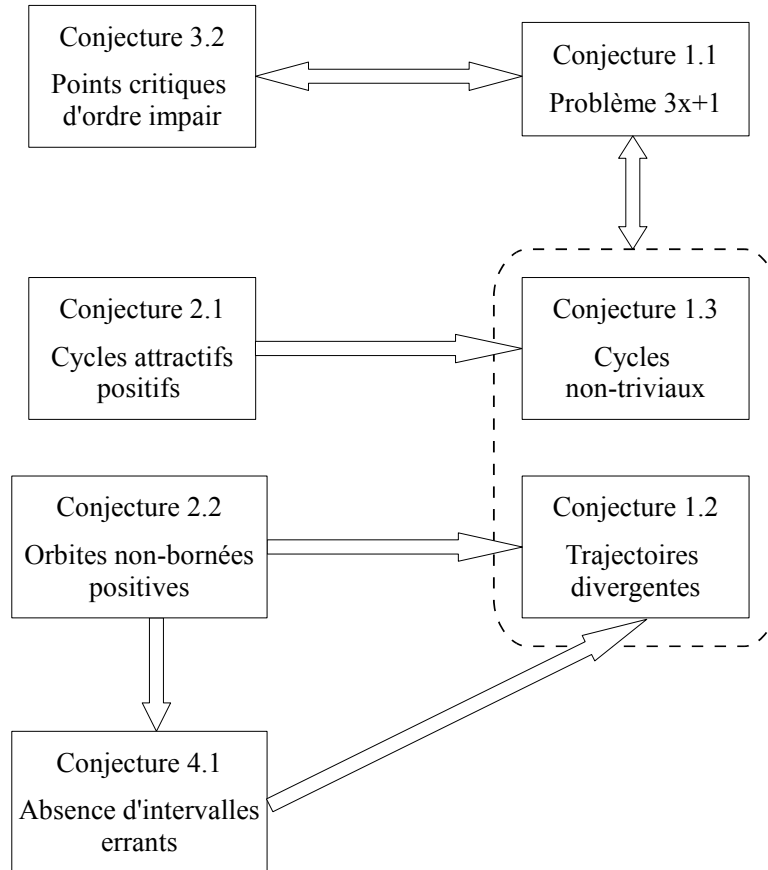 Conjecture 3.2
Points critiques
d'ordre impair
Conjecture 1.1
Problème 3x+1
Conjecture 2.1
Cycles attractifs
positifs
Conjecture 1.3
Cycles
non-triviaux
Conjecture 2.2
Orbites non-bornées
positives
Conjecture 1.2
Trajectoires
divergentes
Conjecture 4.1
Absence d'intervalles
errants